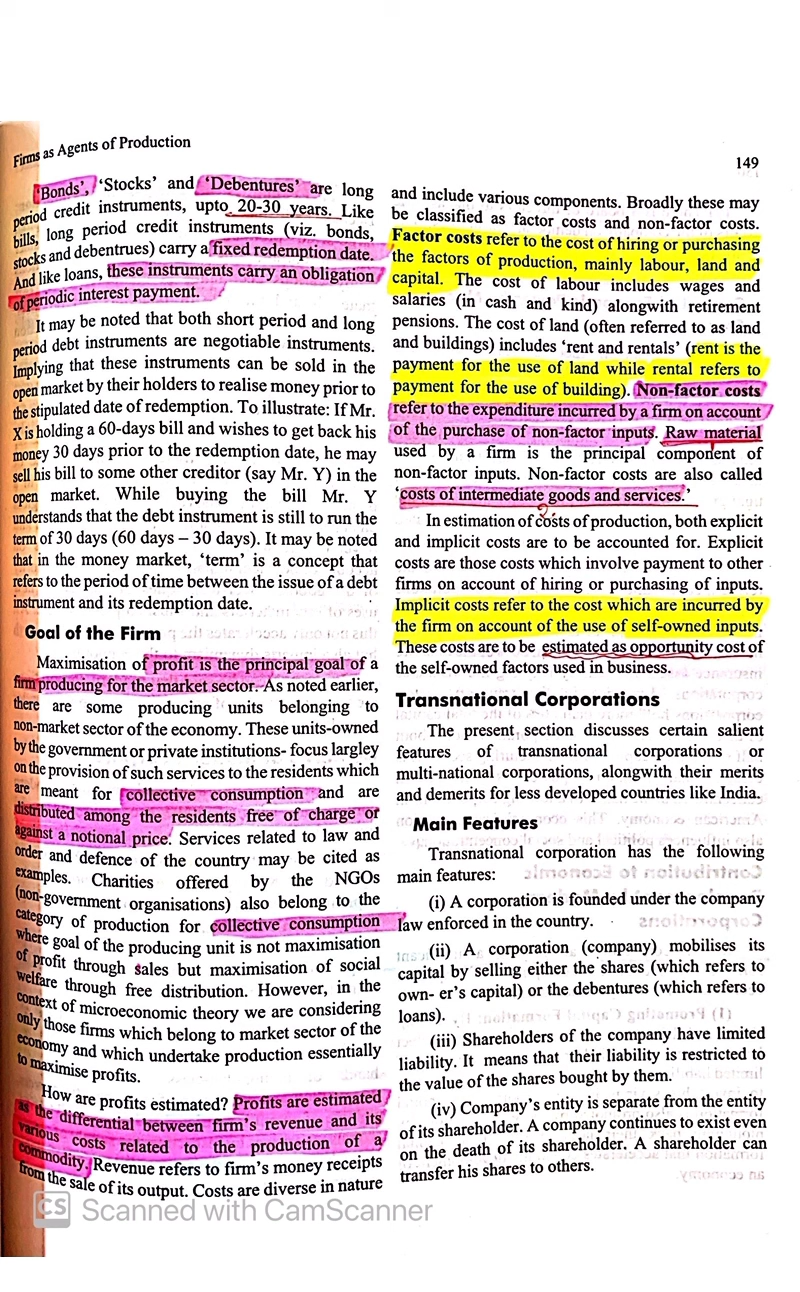 Firms as Agents of Production
149
'Bonds', 'Stocks' and 'Debentures' are long
period credit instruments, upto 20-30 years. Like
bills, long period credit instruments (viz. bonds,
stocks and debentrues) carry a fixed redemption date.
And like loans, these instruments carry an obligation
of periodic interest payment.
It may be noted that both short period and long
period debt instruments are negotiable instruments.
Implying that these instruments can be sold in the
open market by their holders to realise money prior to
the stipulated date of redemption. To illustrate: If Mr.
X is holding a 60-days bill and wishes to get back his
money 30 days prior to the redemption date, he may
sell his bill to some other creditor (say Mr. Y) in the
open market. While buying the bill Mr. Y
understands that the debt instrument is still to run the
term of 30 days (60 days – 30 days). It may be noted
that in the money market, 'term' is a concept that
refers to the period of time between the issue of a debt
instrument and its redemption date.
Goal of the Firm
Maximisation of profit is the principal goal of a
firm producing for the market sector. As noted earlier,
there are some producing units belonging to
non-market sector of the economy. These units-owned
by the government or private institutions- focus largley
on the provision of such services to the residents which
are meant for collective consumption and are
distributed among the residents free of charge or
against a notional price. Services related to law and
order and defence of the country may be cited as
examples. Charities offered by the NGOs
(non-government organisations) also belong to the
category of production for collective consumption
where goal of the producing unit is not maximisation
of profit through sales but maximisation of social
welfare through free distribution. However, in the
context of microeconomic theory we are considering
only those firms which belong to market sector of the
economy and which undertake production essentially
to maximise profits.
How are profits estimated? Profits are estimated
as the differential between firm's revenue and its
various costs related to the production of a
commodity. Revenue refers to firm's money receipts
from the sale of its output. Costs are diverse in nature
and include various components. Broadly these may
be classified as factor costs and non-factor costs.
Factor costs refer to the cost of hiring or purchasing
the factors of production, mainly labour, land and
capital. The cost of labour includes wages and
salaries (in cash and kind) alongwith retirement
pensions. The cost of land (often referred to as land
and buildings) includes 'rent and rentals' (rent is the
payment for the use of land while rental refers to
payment for the use of building). Non-factor costs
refer to the expenditure incurred by a firm on account
of the purchase of non-factor inputs. Raw material
used by a firm is the principal component of
non-factor inputs. Non-factor costs are also called
'costs of intermediate goods and services.'
In estimation of costs of production, both explicit
and implicit costs are to be accounted for. Explicit
costs are those costs which involve payment to other
firms on account of hiring or purchasing of inputs.
Implicit costs refer to the cost which are incurred by
the firm on account of the use of self-owned inputs.
These costs are to be estimated as opportunity cost of
the self-owned factors used in business.
Transnational Corporations
The present section discusses certain salient
features of transnational corporations or
multi-national corporations, alongwith their merits
and demerits for less developed countries like India.
Main Features
Transnational corporation has the following
main features:
(i) A corporation is founded under the company
law enforced in the country.
(ii) A corporation (company) mobilises its
capital by selling either the shares (which refers to
own- er's capital) or the debentures (which refers to
loans).
(iii) Shareholders of the company have limited
liability. It means that their liability is restricted to
the value of the shares bought by them.
(iv) Company's entity is separate from the entity
of its shareholder. A company continues to exist even
on the death of its shareholder. A shareholder can
transfer his shares to others.
CS Scanned with CamScanner